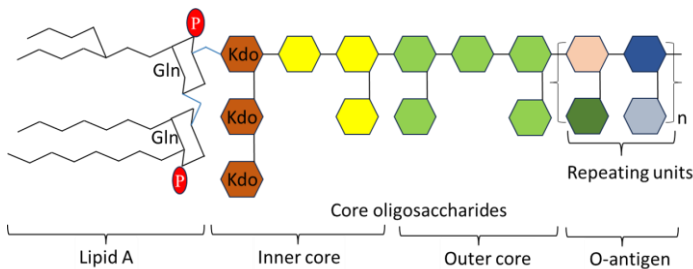 P
Kdo
Gln
Kdo
n
Gln
P
Kdo
Repeating units
Core oligosaccharides
Lipid A
Inner core
Outer core
O-antigen